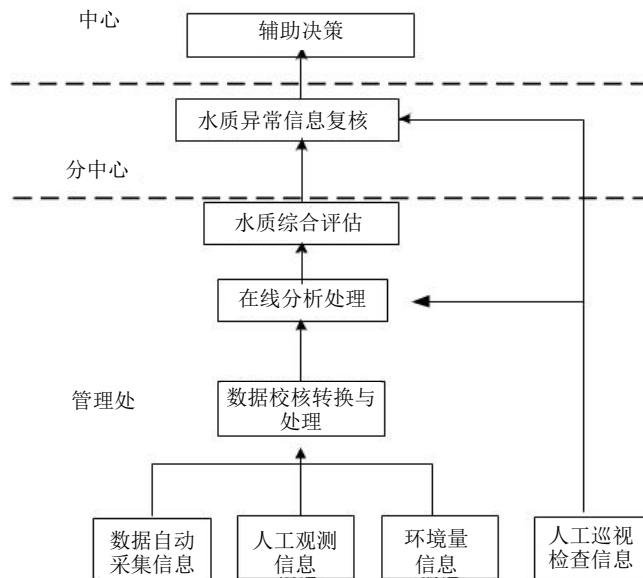 中心
辅助决策
水质异常信息复核
分中心
水质综合评估
在线分析处理
管理处
数据校核转换与
处理
数据自动
采集信息
人工观测
信息
环境量
信息
人工巡视
检查信息